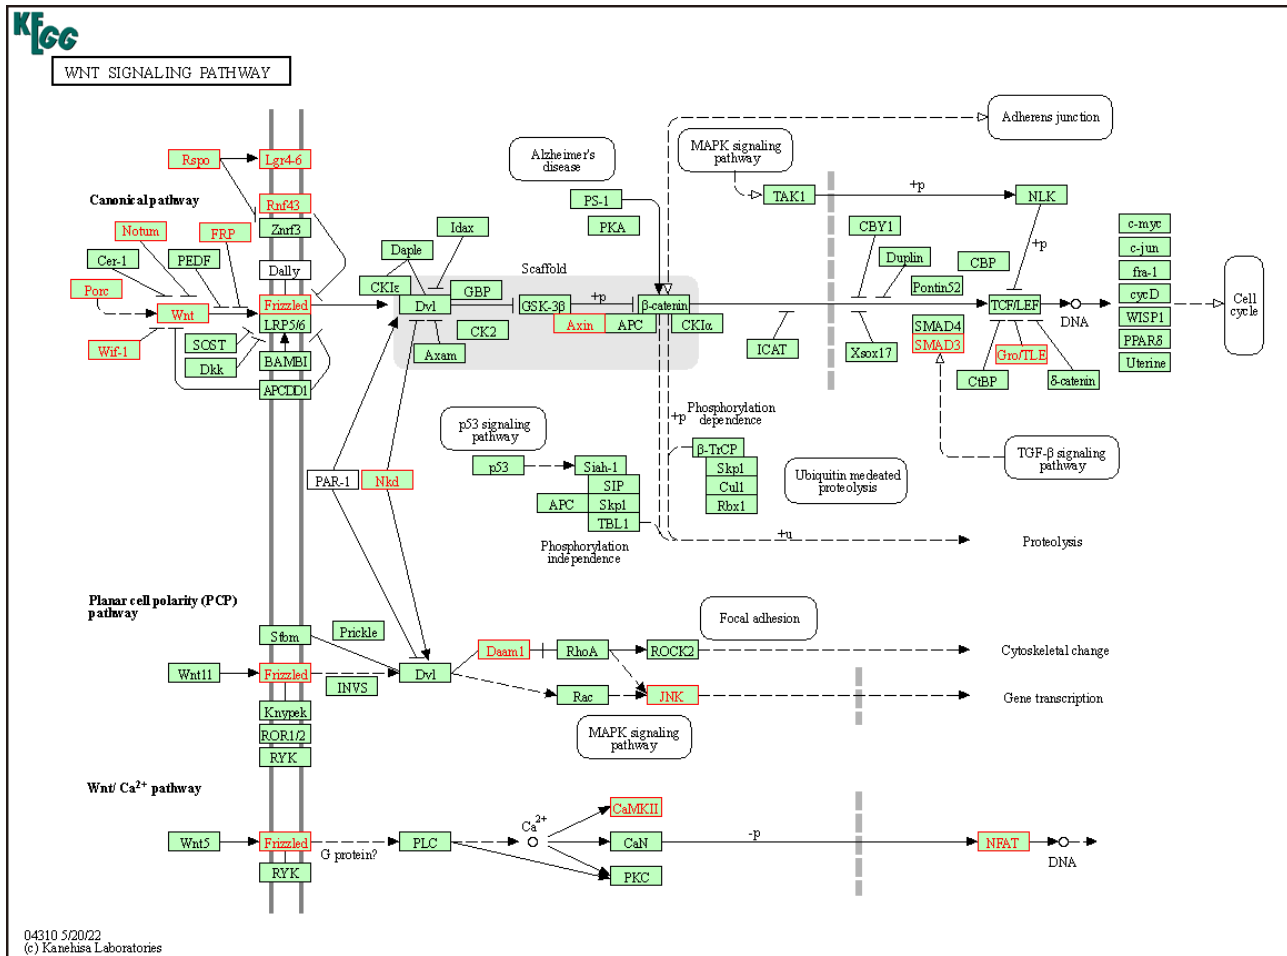 KEGG
WNT SIGNALING PATHWAY
Adherens junction
Alzheimer's
disease
MAPK signaling
pathway
Rspo
Lgr4-6
TAK1
+p
NLK
PS-1
Rnf43
Canonical pathway
Znrf3
Notum
FRP
Idax
PKA
CBY1
c-myc
Daple
Duplin
+p
c-jun
Cer-1
PEDF
Dally
Scaffold
CBP
fra-1
Porc
CKIε
GBP
Pontin52
cycD
Wnt
Frizzled
Dvl
GSK-3β
+p
β-catenin
TCF/LEF
DNA
Cell
cycle
LRP5/6
Axin
APC
CKIα
WISP1
CK2
SMAD4
SOST
SMAD3
PPARδ
Wif-1
Axam
ICAT
Xsox17
Gro/TLE
BAMBI
Uterine
Dkk
CtBP
δ-catenin
APCDD1
+p
Phosphorylation
dependence
p53 signaling
pathway
β-TrCP
TGF-β signaling
pathway
p53
Siah-1
Skp1
Ubiquitin medeated
proteolysis
PAR-1
Nkd
SIP
Cul1
APC
Skp1
Rbx1
TBL1
+u
Proteolysis
Phosphorylation
independence
Planar cell polarity (PCP)
pathway
Focal adhesion
Stbm
Prickle
Daam1
RhoA
ROCK2
Cytoskeletal change
Wnt11
Frizzled
Dvl
INVS
Rac
JNK
Gene transcription
Knypek
ROR1/2
MAPK signaling
pathway
RYK
Wnt/ Ca2+ pathway
CaMKII
Ca2+
Wnt5
Frizzled
PLC
CaN
-p
NFAT
G protein?
DNA
RYK
PKC
04310 5/20/22
(c) Kanehisa Laboratories